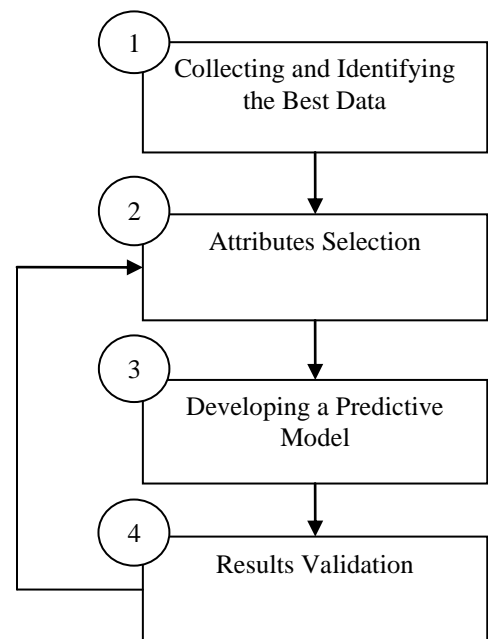 1
Collecting and Identifying
the Best Data
2
Attributes Selection
3
Developing a Predictive
Model
4
Results Validation